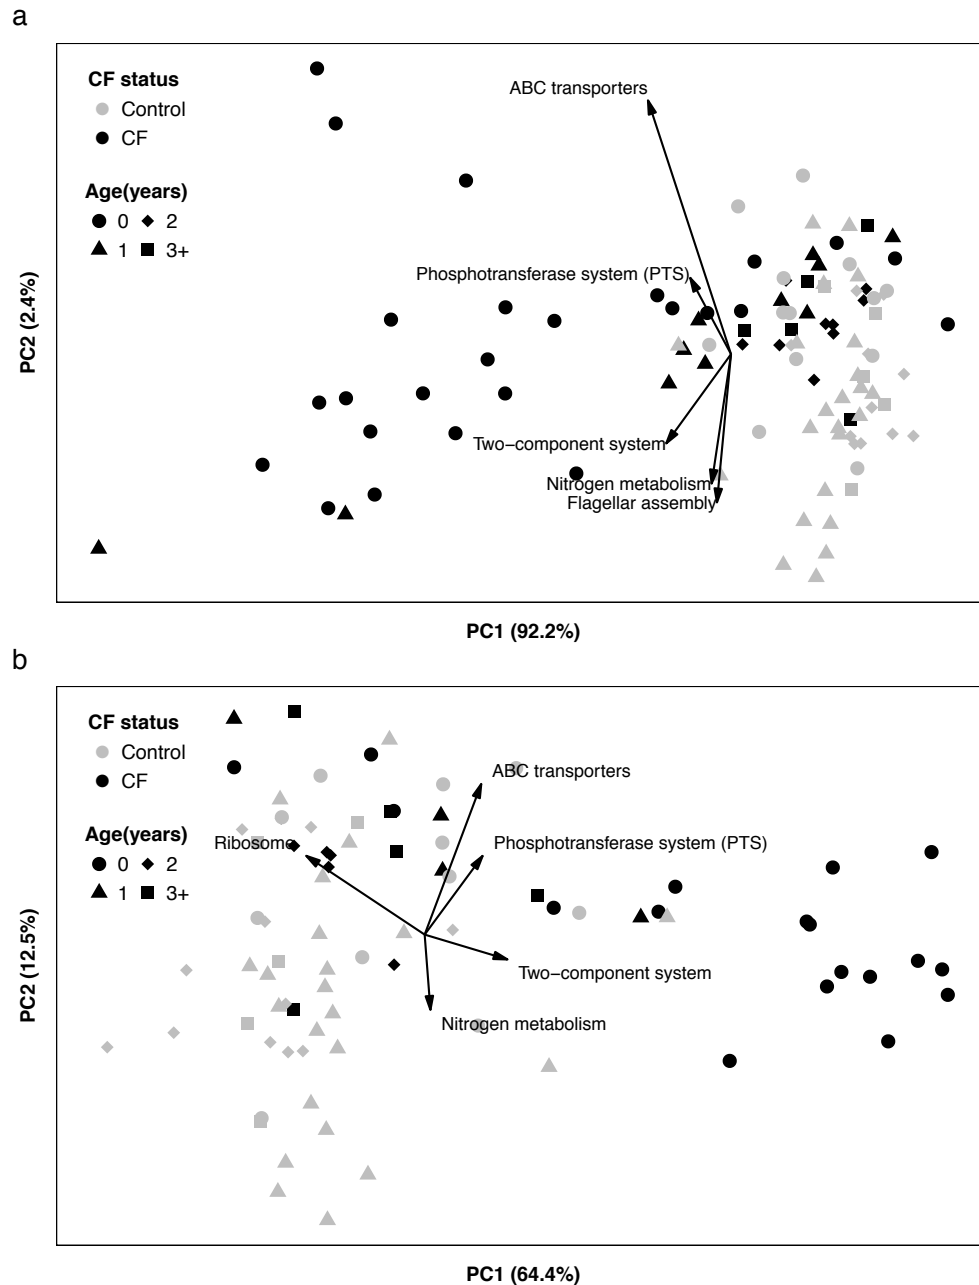 a
CF status
Control
CF
Age(years)
0 2
1 3+
ABC transporters
Phosphotransferase system (PTS)
Two−component system
Nitrogen metabolism
Flagellar assembly
PC2 (2.4%)
PC1 (92.2%)
b
CF status
Control
CF
Age(years)
0 2
1 3+
ABC transporters
Ribosome
Phosphotransferase system (PTS)
Two−component system
Nitrogen metabolism
PC2 (12.5%)
PC1 (64.4%)